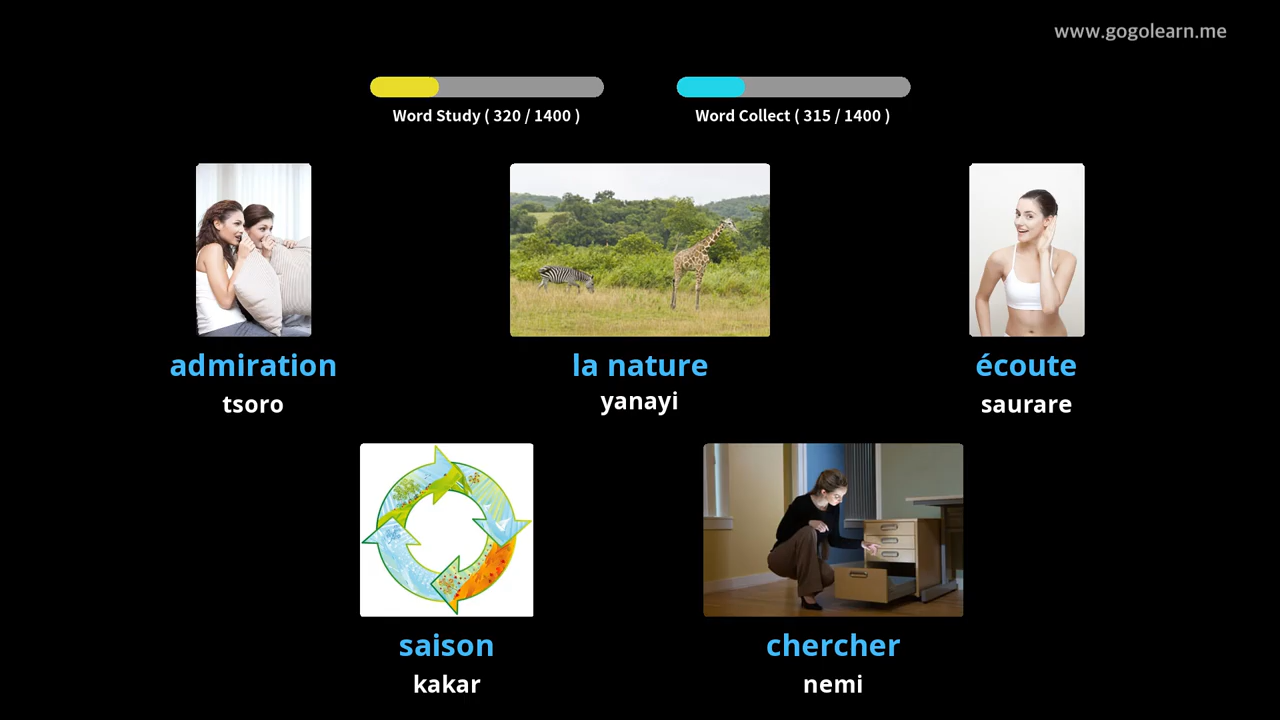 www.gogolearn.me
Word Study ( 320 / 1400 )
Word Collect ( 315 / 1400 )
admiration
tsoro
la nature
yanayi
écoute
saurare
saison
kakar
chercher
nemi